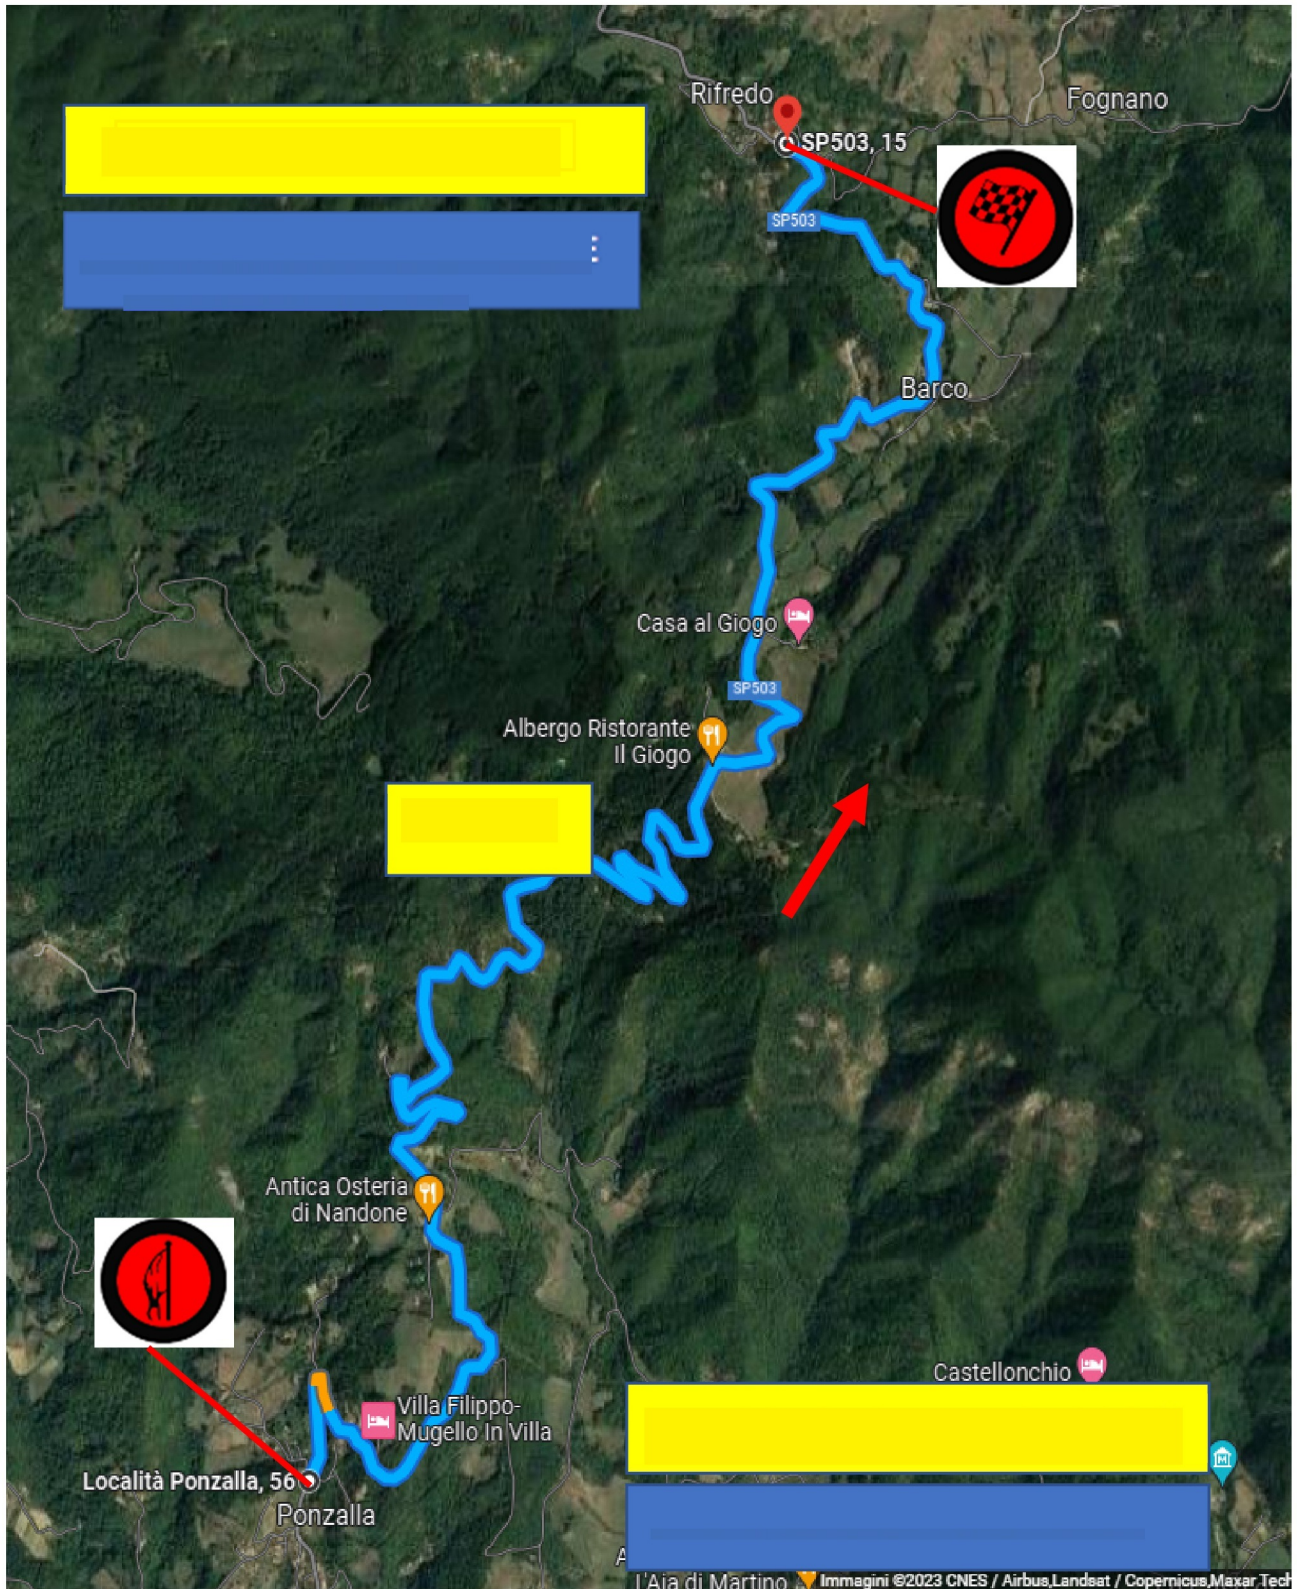 Rifredo
Fognano
SP503, 15
SP503
Barco
Casa al Giogo
SP503
Albergo Ristorante
Il Giogo
Antica Osteria
di Nandone
Castellonchio
Villa Filippo-
Mugello In Villa
Località Ponzalla, 56
Ponzalla
L'Aia di Martino
Immagini ©2023 CNES / Airbus,Landsat / Copernicus,Maxar Tech